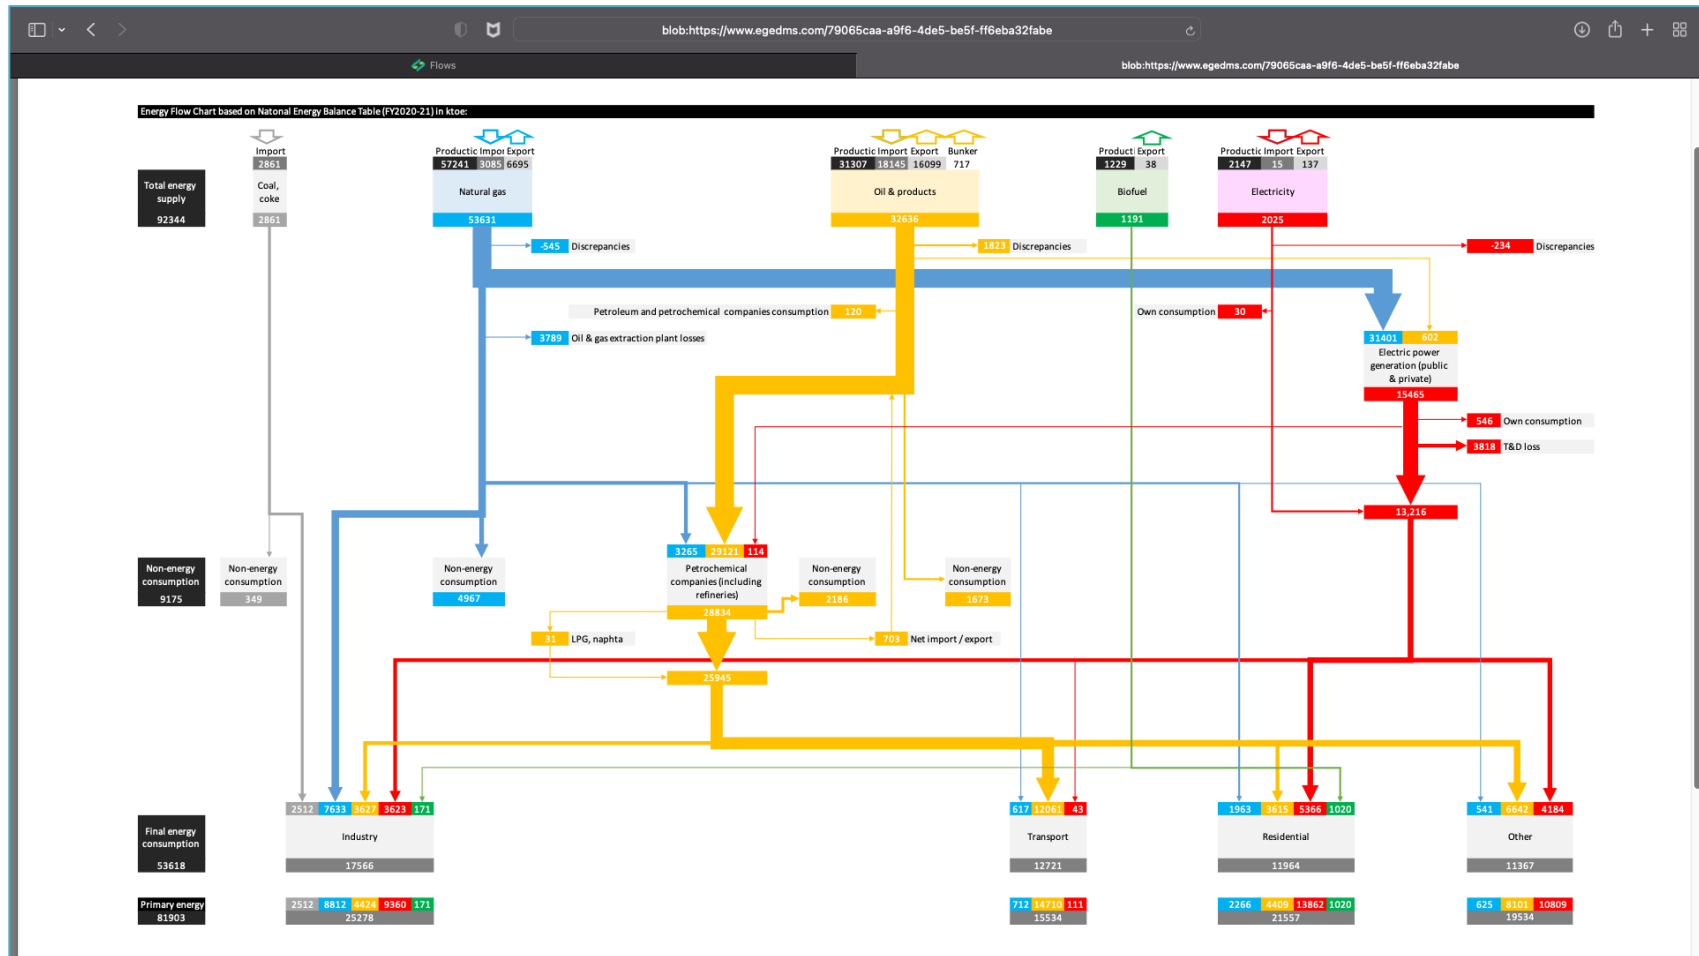 blob:https://www.egedms.com/79065caa-a9f6-4de5-be5f-ff6eba32fabe
Flows
blob:https://www.egedms.com/79065caa-a9f6-4de5-be5f-ff6eba32fabe
Energy Flow Chart based on Natonal Energy Balance Table (FY2020-21) in ktoe:
Import
Productic Impor Export
Productic Import Export Bunker
Producti Export
Productic Import Export
2861
57241 3085 6695
31307 18145 16099 717
1229 38
2147 15 137
Total energy
supply
92344
Coal,
coke
2861
Natural gas
53631
Oil & products
32636
Biofuel
1191
Electricity
2025
-545 Discrepancies
1823 Discrepancies
-234 Discrepancies
Petroleum and petrochemical companies consumption 120
Own consumption 30
3789 Oil & gas extraction plant losses
31401 602
Electric power
generation (public
& private)
15465
546 Own consumption
3818 T&D loss
13,216
3265 29121 114
Non-energy
consumption
9175
Non-energy
consumption
349
Non-energy
consumption
4967
Petrochemical
companies (including
refineries)
28834
Non-energy
consumption
2186
Non-energy
consumption
1673
31 LPG, naphta
703 Net import / export
25945
2512 7633 3627 3623 171
617 12061 43
1963 3615 5366 1020
541 6642 4184
Final energy
consumption
53618
Industry
17566
Transport
12721
Residential
11964
Other
11367
Primary energy
81903
2512 8812 4424 9360 171
25278
712 14710 111
15534
2266 4409 13862 1020
21557
625 8101 10809
19534